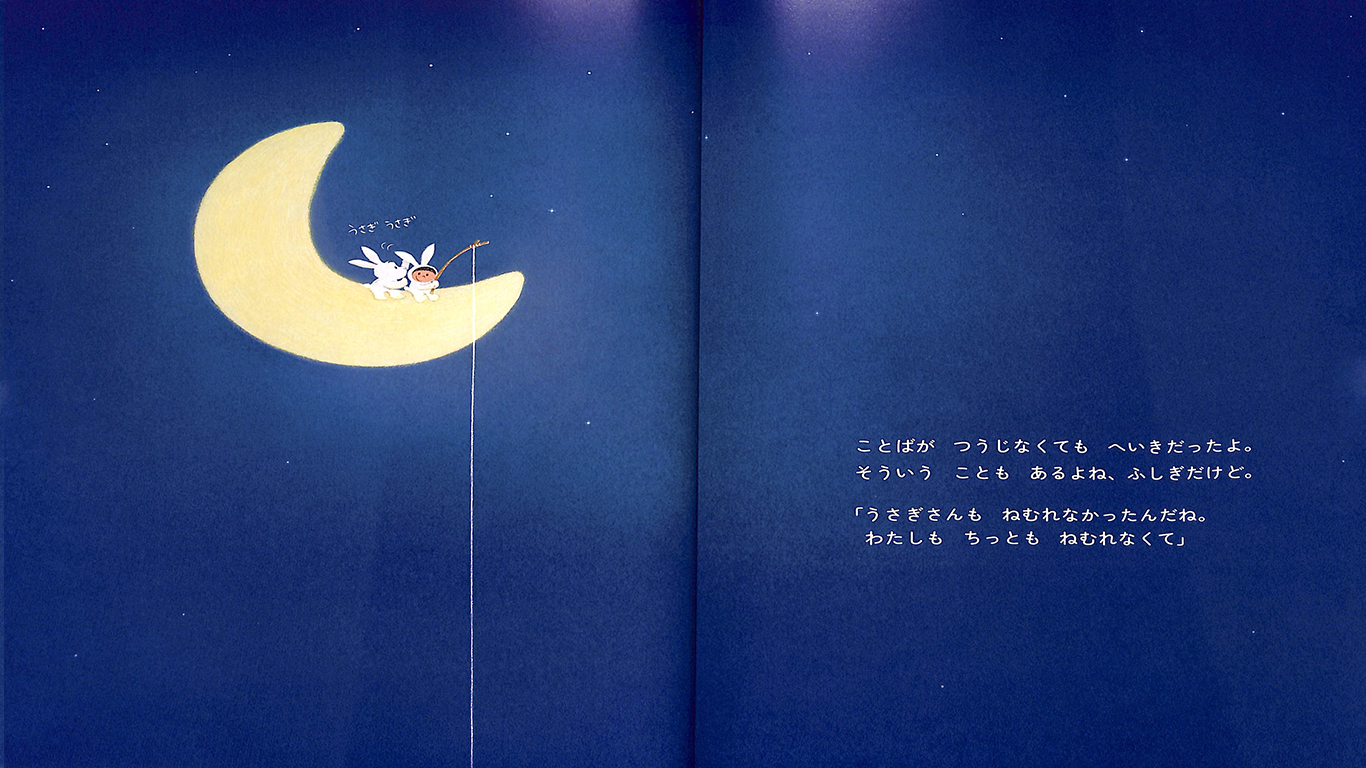 うさぎ うさぎ
ことばが　つうじなくても　へいきだったよ。
そういう　ことも　あるよね、ふしぎだけど。
「うさぎさんも　ねむれなかったんだね。
わたしも　ちっとも　ねむれなくて」